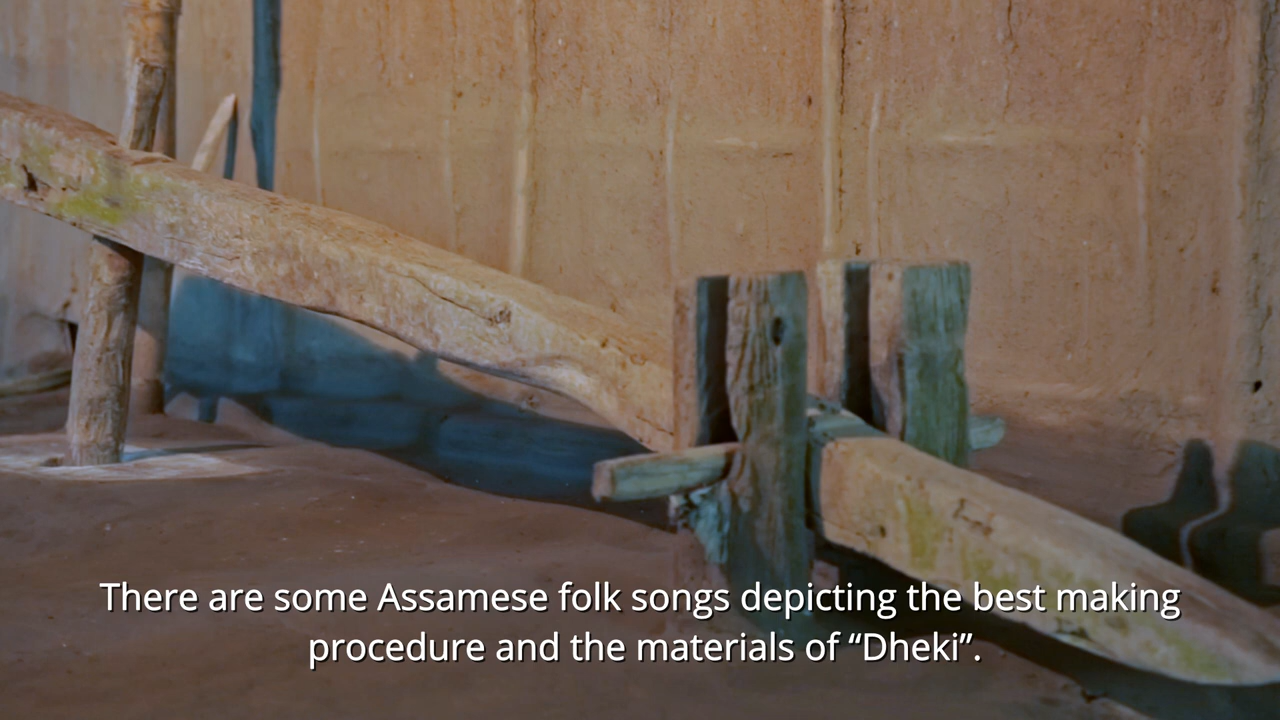 There are some Assamese folk songs depicting the best making
procedure and the materials of “Dheki”.